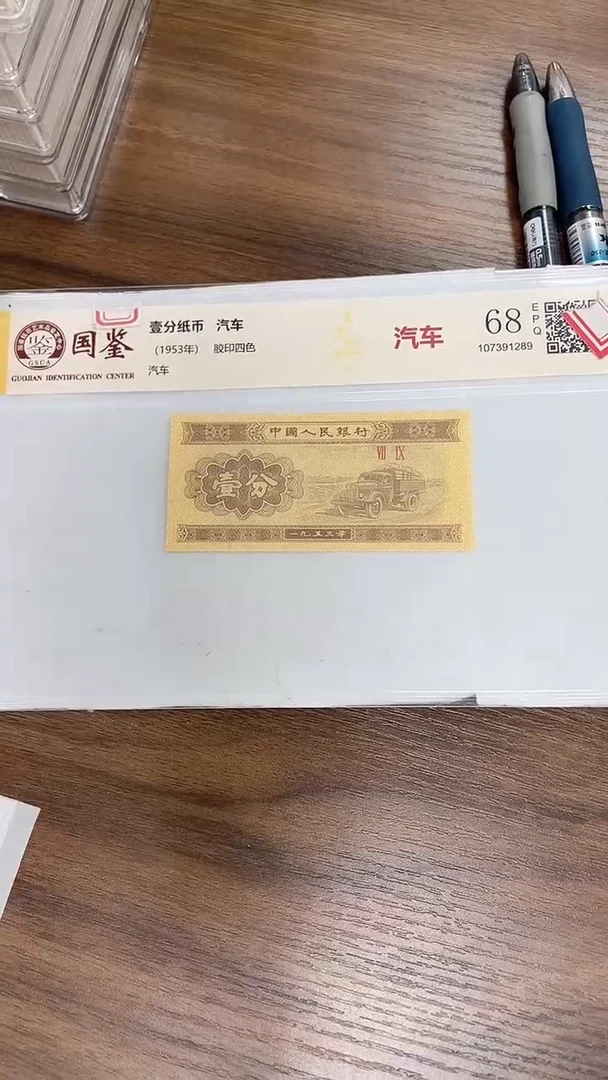 国鉴
GSCA
GUOJIAN IDENTIFICATION CENTER
壹分纸币 汽车
(1953年) 胶印四色
汽车
汽车
68
EPQ
107391289
中國人民銀行
VII IX
壹分
一九五三年